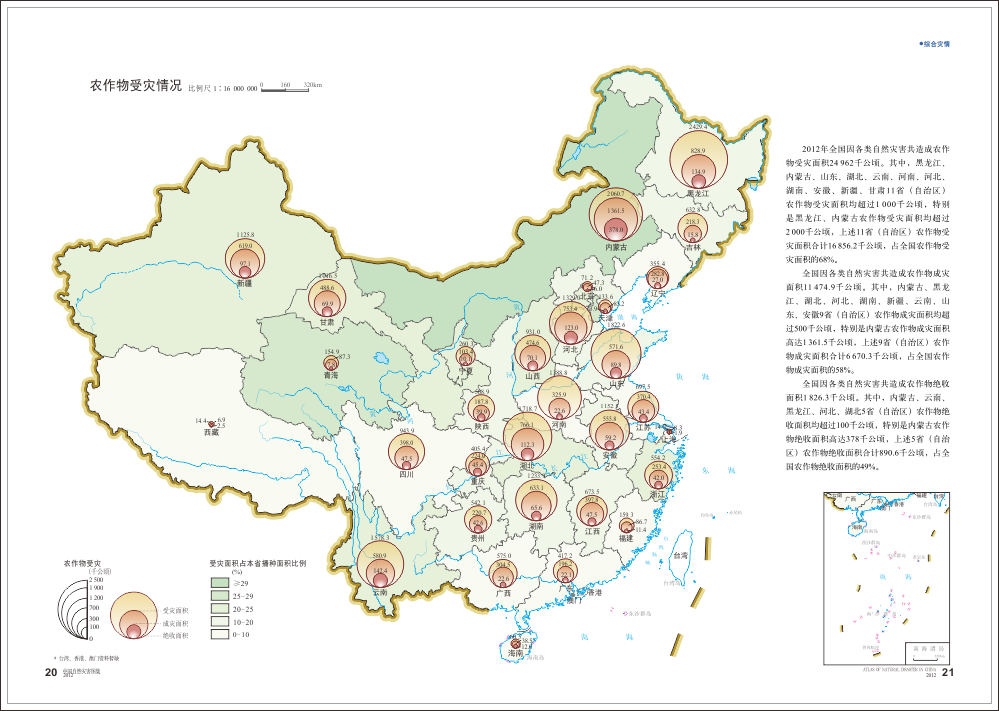 ●综合灾情
农作物受灾情况 比例尺 1：16 000 000 0 160 320km
2012年全国因各类自然灾害共造成农作
物受灾面积24 962千公顷。其中，黑龙江、
内蒙古、山东、湖北、云南、河南、河北、
湖南、安徽、新疆、甘肃11省（自治区）
农作物受灾面积均超过1 000千公顷，特别
是黑龙江、内蒙古农作物受灾面积均超过
2 000千公顷，上述11省（自治区）农作物受
灾面积合计16 856.2千公顷，占全国农作物受
灾面积的68%。
全国因各类自然灾害共造成农作物成灾
面积11 474.9千公顷。其中，内蒙古、黑龙
江、湖北、河北、湖南、新疆、云南、山
东、安徽9省（自治区）农作物成灾面积均超
过500千公顷，特别是内蒙古农作物成灾面积
高达1 361.5千公顷，上述9省（自治区）农作
物成灾面积合计6 670.3千公顷，占全国农作
物成灾面积的58%。
全国因各类自然灾害共造成农作物绝收
面积1 826.3千公顷。其中，内蒙古、云南、
黑龙江、河北、湖北5省（自治区）农作物绝
收面积均超过100千公顷，特别是内蒙古农作
物绝收面积高达378千公顷，上述5省（自治
区）农作物绝收面积合计890.6千公顷，占全
国农作物绝收面积的49%。
2429.4
828.9
134.9
黑龙江
2060.7
1361.5
378.0
内蒙古
632.8
218.3
15.8
吉林
355.4
27.0
辽宁
1125.8
619.0
97.1
新疆
488.6
69.9
甘肃
154.9
87.3
青海
14.4
6.9
2.5
西藏
宁夏
71.2
47.3
北京
天津
753.4
123.0
河北
931.0
474.6
70.1
山西
1822.6
571.6
89.8
山东
187.8
陕西
325.9
22.6
河南
370.4
43.4
江苏
上海
555.8
59.2
安徽
766.1
112.3
湖北
943.9
398.0
47.5
四川
405.4
重庆
554.2
253.4
42.0
浙江
633.1
65.6
湖南
673.5
47.5
江西
159.3
86.7
11.4
福建
542.1
220.7
42.6
贵州
1578.3
580.9
142.4
云南
575.0
304.5
22.6
广西
417.2
196.2
22.1
香港
澳门
台湾
38.5
海南
海南岛
东沙群岛
农作物受灾
(千公顷)
2 500
1 900
1 200
700
300
100
0
受灾面积
成灾面积
绝收面积
受灾面积占本省播种面积比例
(%)
≥29
25~29
20~25
10~20
0~10
* 台湾、香港、澳门资料暂缺
20 中国自然灾害图集
2012
南海诸岛
ATLAS OF NATURAL DISASTER IN CHINA
2012 21